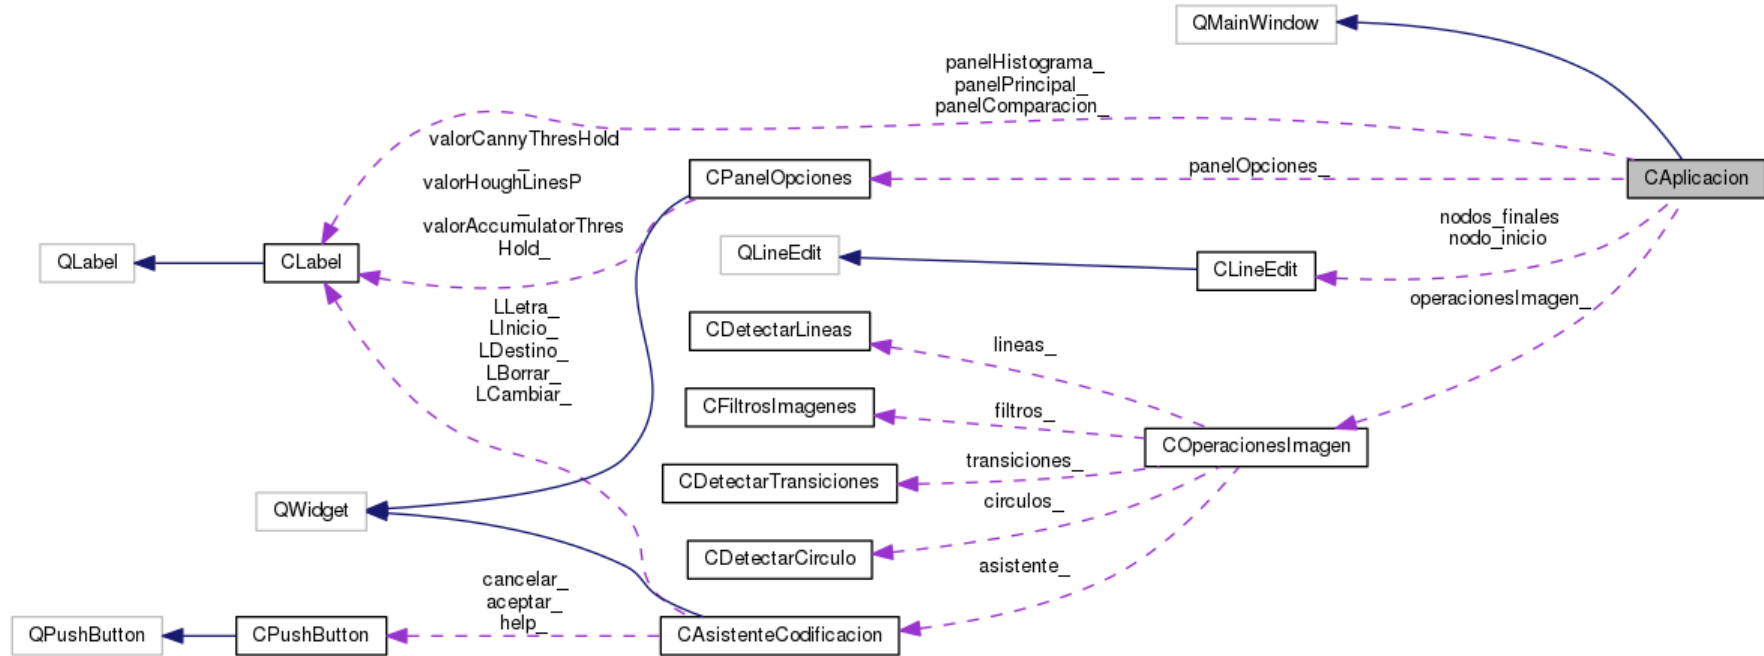 QMainWindow
panelHistograma_
panelPrincipal_
panelComparacion_
valorCannyThresHold
_
valorHoughLinesP
_
valorAccumulatorThres
Hold_
CPanelOpciones
panelOpciones_
CAplicacion
nodos_finales
nodo_inicio
QLabel
CLabel
QLineEdit
CLineEdit
operacionesImagen_
LLetra_
LInicio_
LDestino_
LBorrar_
LCambiar_
CDetectarLineas
lineas_
CFiltrosImagenes
filtros_
COperacionesImagen
transiciones_
CDetectarTransiciones
circulos_
QWidget
CDetectarCirculo
asistente_
cancelar_
aceptar_
help_
QPushButton
CPushButton
CAsistenteCodificacion